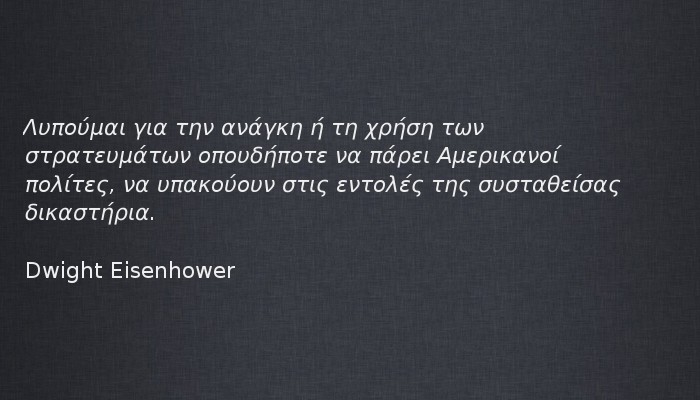 Λυπούμαι για την ανάγκη ή τη χρήση των
στρατευμάτων οπουδήποτε να πάρει Αμερικανοί
πολίτες, να υπακούουν στις εντολές της συσταθείσας
δικαστήρια.
Dwight Eisenhower